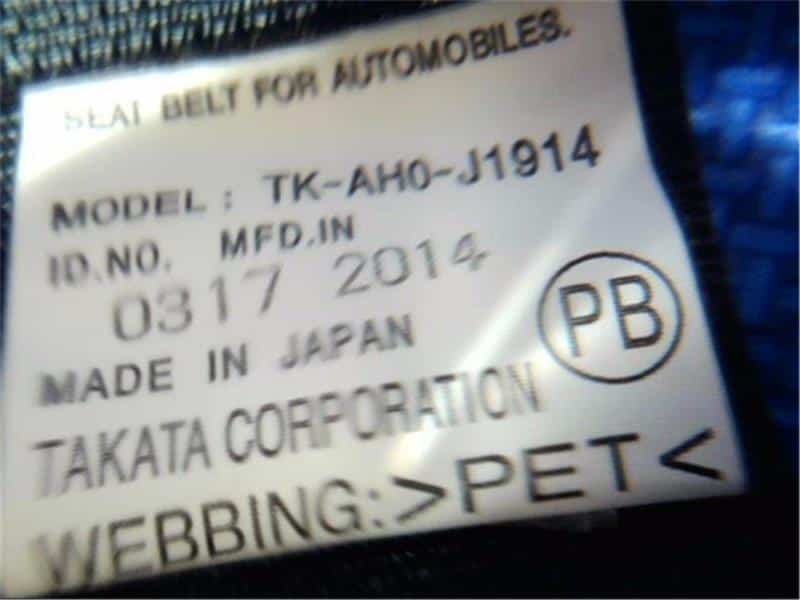 SEAT BELT FOR AUTOMOBILES.
MODEL : TK-AH0-J1914
ID.NO. MFD.IN
0317 2014
MADE IN JAPAN
PB
TAKATA CORPORATION
WEBBING:>PET<